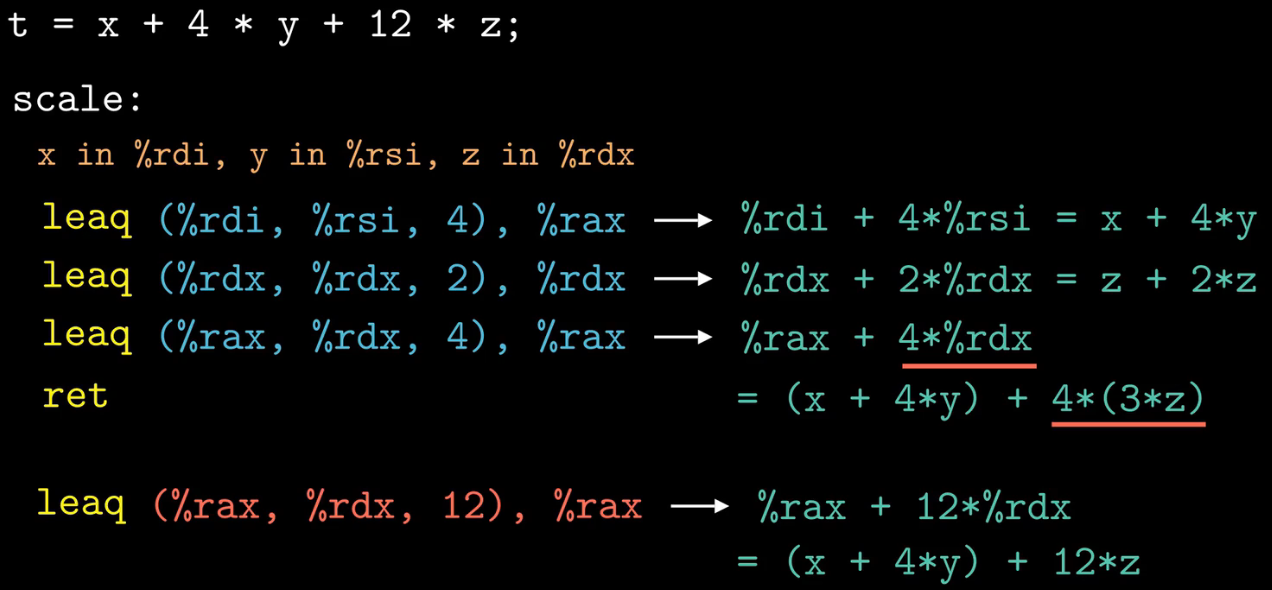 t = x + 4 * y + 12 * z;
scale:
x in %rdi, y in %rsi, z in %rdx
leaq (%rdi, %rsi, 4), %rax → %rdi + 4*%rsi = x + 4*y
leaq (%rdx, %rdx, 2), %rdx → %rdx + 2*%rdx = z + 2*z
leaq (%rax, %rdx, 4), %rax → %rax + 4*%rdx
ret = (x + 4*y) + 4*(3*z)
leaq (%rax, %rdx, 12), %rax → %rax + 12*%rdx
= (x + 4*y) + 12*z